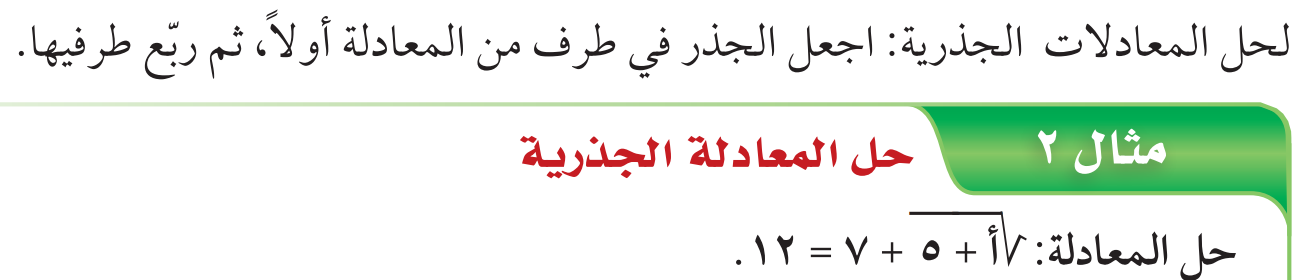 لحل المعادلات الجذرية: اجعل الجذر في طرف من المعادلة أولاً، ثم ربّع طرفيها.
مثال ٢ حل المعادلة الجذرية
حل المعادلة: √أ + ٥ + ٧ = ١٢ .